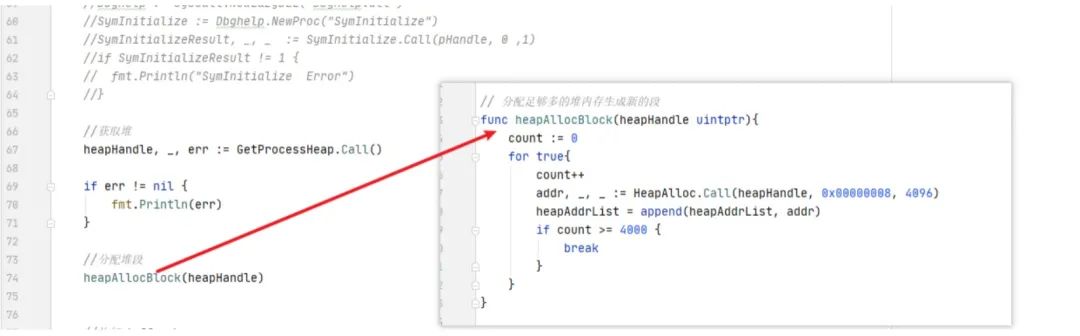 60 //SymInitialize := Dbghelp.NewProc("SymInitialize")
61 //SymInitializeResult, _, _ := SymInitialize.Call(pHandle, 0 ,1)
62 //if SymInitializeResult != 1 {
63 // fmt.Println("SymInitialize Error")
64 //}
65
66 //获取堆
67 heapHandle, _, err := GetProcessHeap.Call()
68
69 if err != nil {
70 fmt.Println(err)
71 }
72
73 //分配堆段
74 heapAllocBlock(heapHandle)
75
76
// 分配足够多的堆内存生成新的段
func heapAllocBlock(heapHandle uintptr){
count := 0
for true{
count++
addr, _, _ := HeapAlloc.Call(heapHandle, 0x00000008, 4096)
heapAddrList = append(heapAddrList, addr)
if count >= 4000 {
break
}
}
}